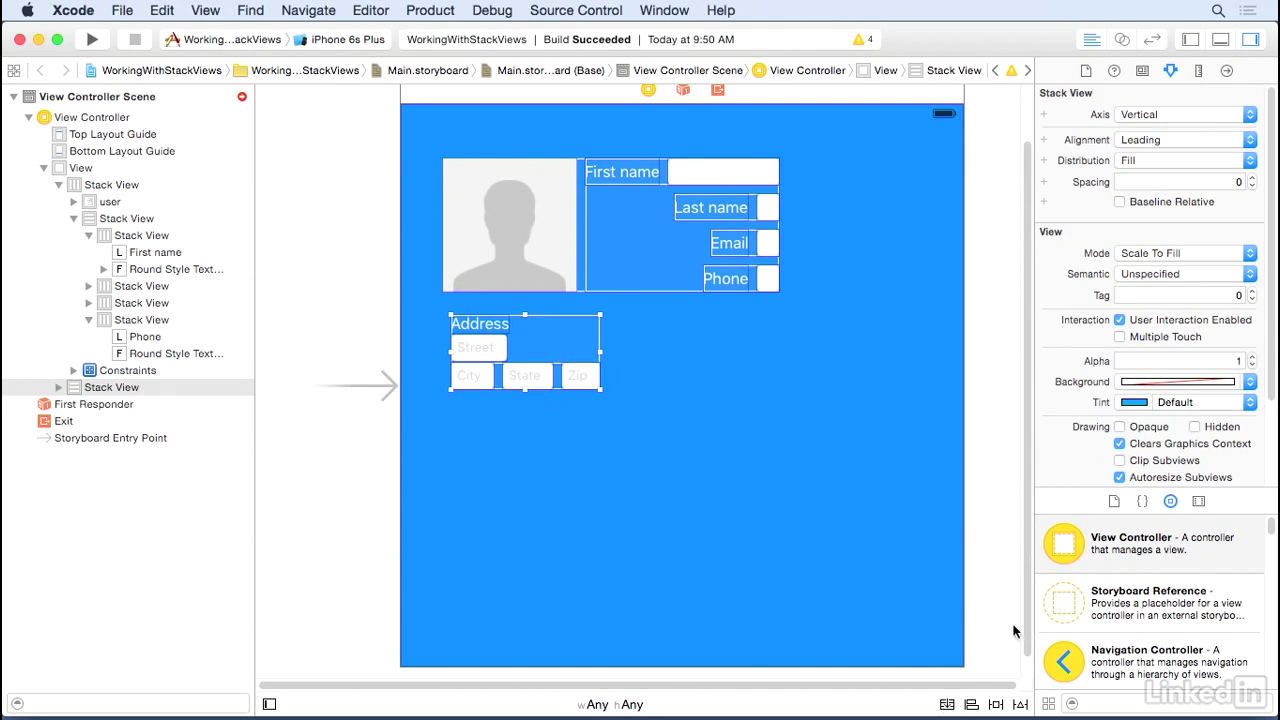 Xcode File Edit View Find Navigate Editor Product Debug Source Control Window Help
Working...ackViews iPhone 6s Plus WorkingWithStackViews Build Succeeded Today at 9:50 AM 4
WorkingWithStackViews Working...StackViews Main.storyboard Main.stor...ard (Base) View Controller Scene View Controller View Stack View
View Controller Scene
View Controller
Top Layout Guide
Bottom Layout Guide
View
Stack View
user
Stack View
Stack View
L First name
F Round Style Text...
Stack View
Stack View
Stack View
L Phone
F Round Style Text...
Constraints
Stack View
First Responder
Exit
Storyboard Entry Point
First name
Last name
Email
Phone
Address
Street
City State Zip
wAny hAny
Stack View
Axis Vertical
Alignment Leading
Distribution Fill
Spacing 0
Baseline Relative
View
Mode Scale To Fill
Semantic Unspecified
Tag 0
Interaction User Interaction Enabled
Multiple Touch
Alpha 1
Background
Tint Default
Drawing Opaque Hidden
Clears Graphics Context
Clip Subviews
Autoresize Subviews
View Controller - A controller
that manages a view.
Storyboard Reference -
Provides a placeholder for a view
controller in an external storybo...
Navigation Controller - A
controller that manages navigation
through a hierarchy of views.
Linked in